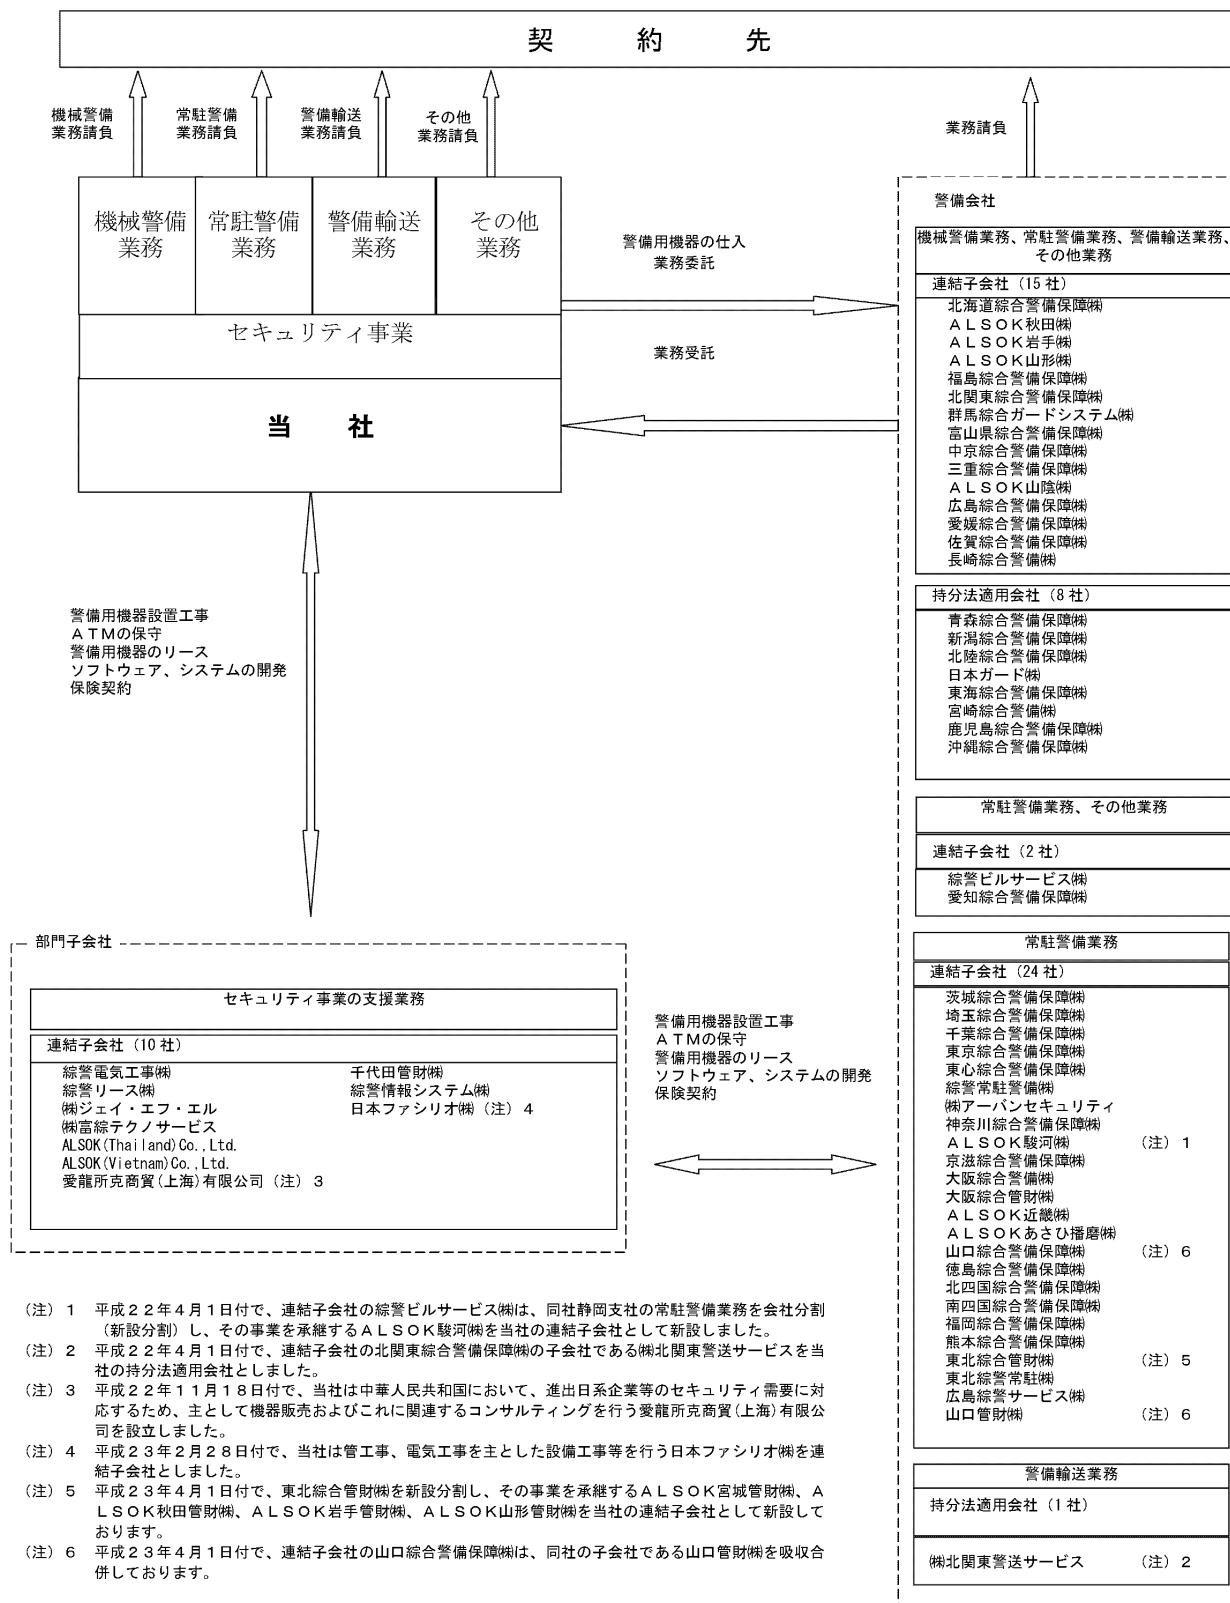 契　約　先
機械警備
業務請負
常駐警備
業務請負
警備輸送
業務請負
その他
業務請負
業務請負
機械警備
業務
常駐警備
業務
警備輸送
業務
その他
業務
セキュリティ事業
当　社
警備用機器の仕入
業務委託
業務受託
警備用機器設置工事
ＡＴＭの保守
警備用機器のリース
ソフトウェア、システムの開発
保険契約
部門子会社
セキュリティ事業の支援業務
連結子会社（10 社）
綜警電気工事㈱
綜警リース㈱
㈱ジェイ・エフ・エル
㈱富綜テクノサービス
ALSOK(Thailand)Co.,Ltd.
ALSOK(Vietnam)Co.,Ltd.
愛龍所克商貿(上海)有限公司（注）３
千代田管財㈱
綜警情報システム㈱
日本ファシリオ㈱（注）４
警備用機器設置工事
ＡＴＭの保守
警備用機器のリース
ソフトウェア、システムの開発
保険契約
警備会社
機械警備業務、常駐警備業務、警備輸送業務、
その他業務
連結子会社（15 社）
北海道綜合警備保障㈱
ＡＬＳＯＫ秋田㈱
ＡＬＳＯＫ岩手㈱
ＡＬＳＯＫ山形㈱
福島綜合警備保障㈱
北関東綜合警備保障㈱
群馬綜合ガードシステム㈱
富山県綜合警備保障㈱
中京綜合警備保障㈱
三重綜合警備保障㈱
ＡＬＳＯＫ山陰㈱
広島綜合警備保障㈱
愛媛綜合警備保障㈱
佐賀綜合警備保障㈱
長崎綜合警備㈱
持分法適用会社（8 社）
青森綜合警備保障㈱
新潟綜合警備保障㈱
北陸綜合警備保障㈱
日本ガード㈱
東海綜合警備保障㈱
宮崎綜合警備㈱
鹿児島綜合警備保障㈱
沖縄綜合警備保障㈱
常駐警備業務、その他業務
連結子会社（2 社）
綜警ビルサービス㈱
愛知綜合警備保障㈱
常駐警備業務
連結子会社（24 社）
茨城綜合警備保障㈱
埼玉綜合警備保障㈱
千葉綜合警備保障㈱
東京綜合警備保障㈱
東心綜合警備保障㈱
綜警常駐警備㈱
㈱アーバンセキュリティ
神奈川綜合警備保障㈱
ＡＬＳＯＫ駿河㈱　（注）１
京滋綜合警備保障㈱
大阪綜合警備㈱
大阪綜合管財㈱
ＡＬＳＯＫ近畿㈱
ＡＬＳＯＫあさひ播磨㈱
山口綜合警備保障㈱　（注）６
徳島綜合警備保障㈱
北四国綜合警備保障㈱
南四国綜合警備保障㈱
福岡綜合警備保障㈱
熊本綜合警備保障㈱
東北綜合管財㈱　（注）５
東北綜警常駐㈱
広島綜警サービス㈱
山口管財㈱　（注）６
警備輸送業務
持分法適用会社（1 社）
㈱北関東警送サービス　（注）２
（注）１　平成２２年４月１日付で、連結子会社の綜警ビルサービス㈱は、同社静岡支社の常駐警備業務を会社分割
（新設分割）し、その事業を承継するＡＬＳＯＫ駿河㈱を当社の連結子会社として新設しました。
（注）２　平成２２年４月１日付で、連結子会社の北関東綜合警備保障㈱の子会社である㈱北関東警送サービスを当
社の持分法適用会社としました。
（注）３　平成２２年１１月１８日付で、当社は中華人民共和国において、進出日系企業等のセキュリティ需要に対
応するため、主として機器販売およびこれに関連するコンサルティングを行う愛龍所克商貿(上海)有限公
司を設立しました。
（注）４　平成２３年２月２８日付で、当社は管工事、電気工事を主とした設備工事等を行う日本ファシリオ㈱を連
結子会社としました。
（注）５　平成２３年４月１日付で、東北綜合管財㈱を新設分割し、その事業を承継するＡＬＳＯＫ宮城管財㈱、Ａ
ＬＳＯＫ秋田管財㈱、ＡＬＳＯＫ岩手管財㈱、ＡＬＳＯＫ山形管財㈱を当社の連結子会社として新設して
おります。
（注）６　平成２３年４月１日付で、連結子会社の山口綜合警備保障㈱は、同社の子会社である山口管財㈱を吸収合
併しております。